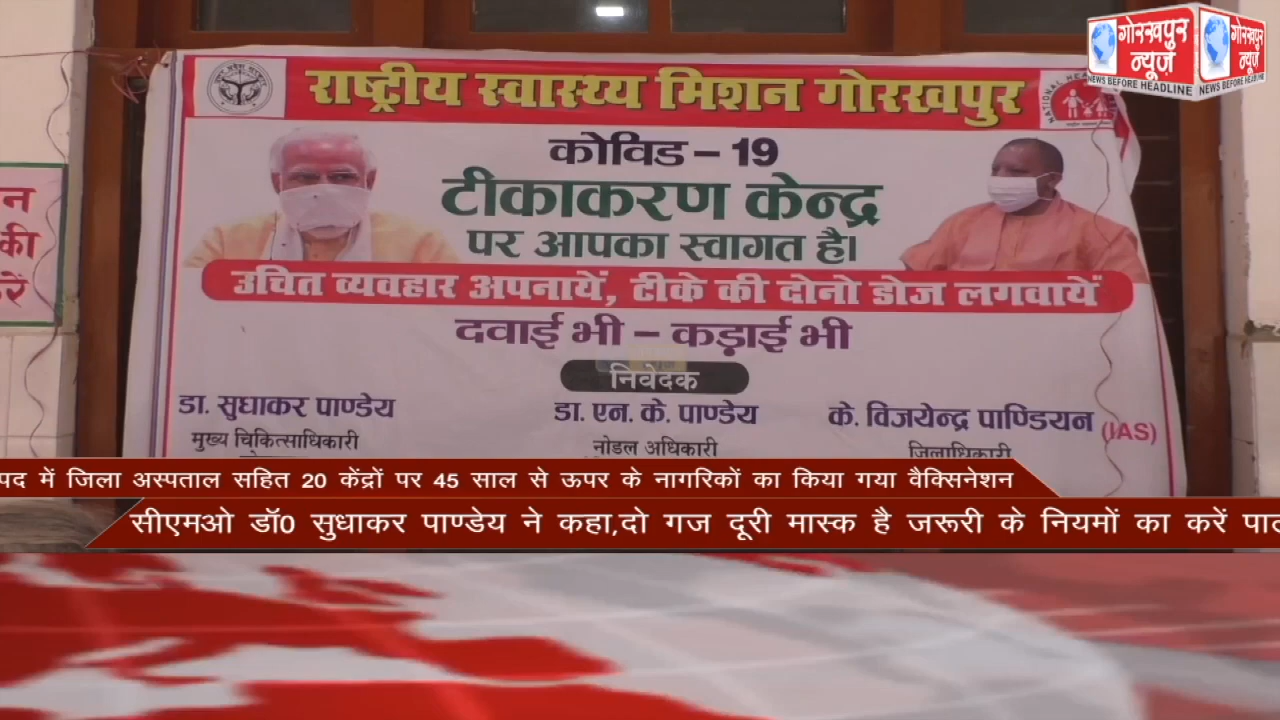 गोरखपुर
न्यूज़
NEWS BEFORE HEADLINE
गोरखपुर
न्यूज़
राष्ट्रीय स्वास्थ्य मिशन गोरखपुर
कोविड – 19
टीकाकरण केन्द्र
पर आपका स्वागत है।
उचित व्यवहार अपनायें, टीके की दोनो डोज लगवायें
दवाई भी – कड़ाई भी
निवेदक
डा. सुधाकर पाण्डेय
डा. एन. के. पाण्डेय
के. विजयेन्द्र पाण्डियन (IAS)
मुख्य चिकित्साधिकारी
नोडल अधिकारी
जिलाधिकारी
न
की
रें
पद में जिला अस्पताल सहित 20 केंद्रों पर 45 साल से ऊपर के नागरिकों का किया गया वैक्सिनेशन
सीएमओ डॉ0 सुधाकर पाण्डेय ने कहा,दो गज दूरी मास्क है जरूरी के नियमों का करें पाल